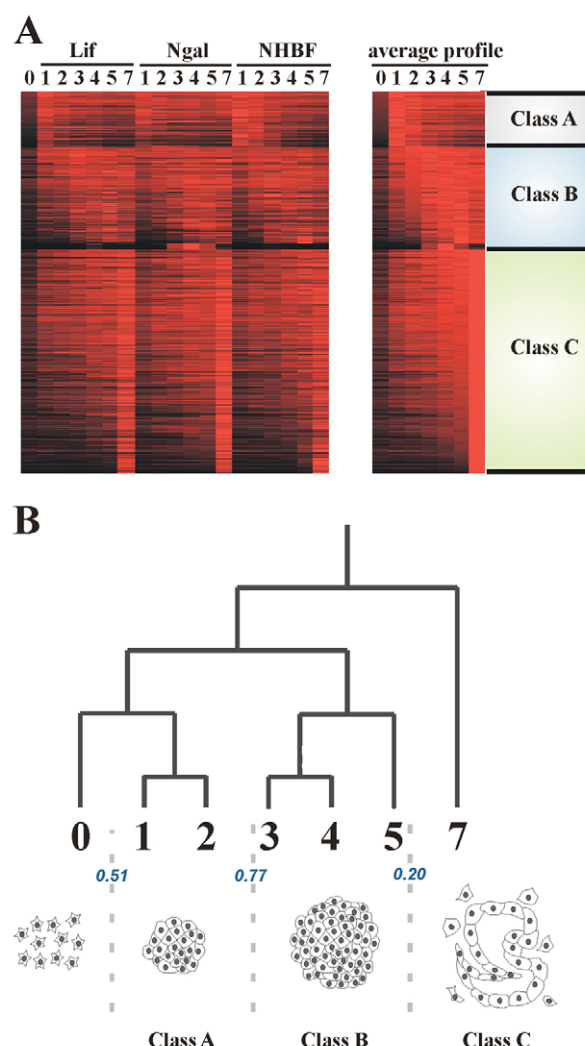 A
Lif Ngal NHBF average profile
0 1 2 3 4 5 7 1 2 3 4 5 7 1 2 3 4 5 7 0 1 2 3 4 5 7
Class A
Class B
Class C
B
0 1 2 3 4 5 7
0.51 0.77 0.20
Class A Class B Class C